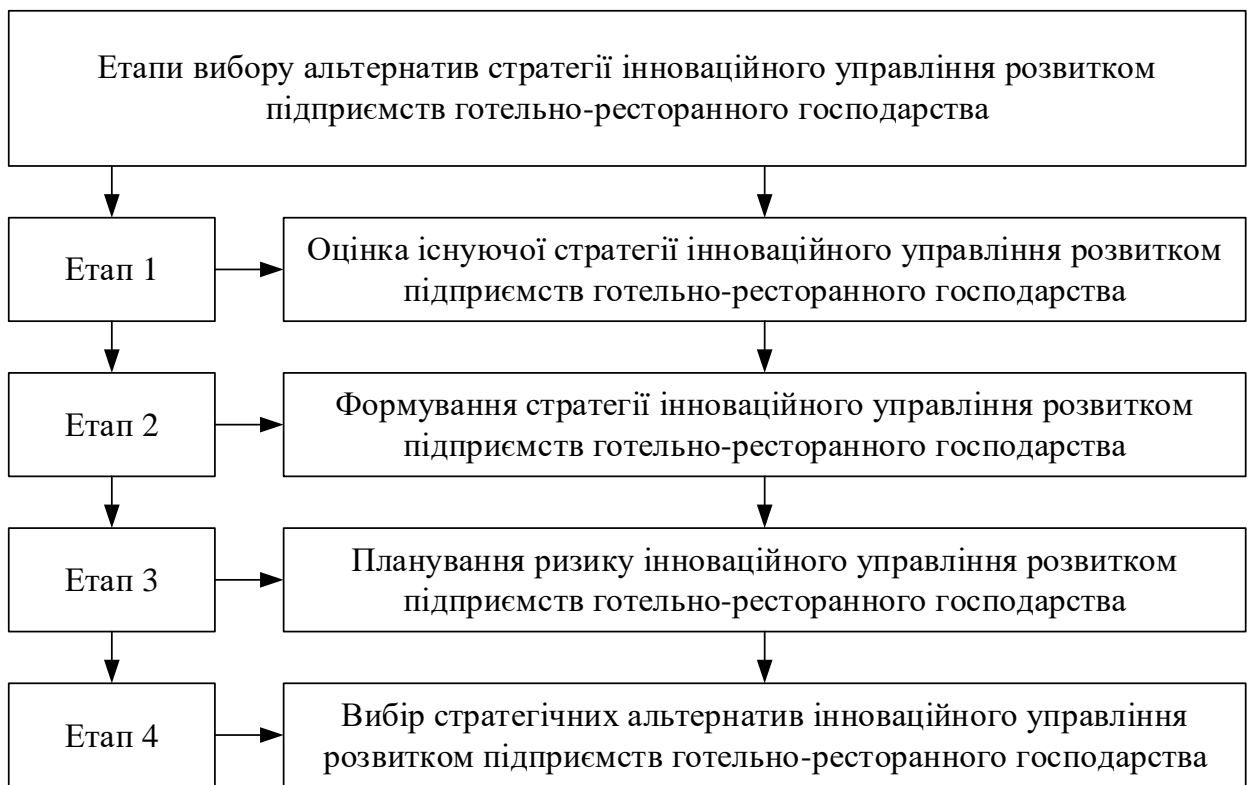 Етапи вибору альтернатив стратегії інноваційного управління розвитком
підприємств готельно-ресторанного господарства
Етап 1
Оцінка існуючої стратегії інноваційного управління розвитком
підприємств готельно-ресторанного господарства
Етап 2
Формування стратегії інноваційного управління розвитком
підприємств готельно-ресторанного господарства
Етап 3
Планування ризику інноваційного управління розвитком
підприємств готельно-ресторанного господарства
Етап 4
Вибір стратегічних альтернатив інноваційного управління
розвитком підприємств готельно-ресторанного господарства